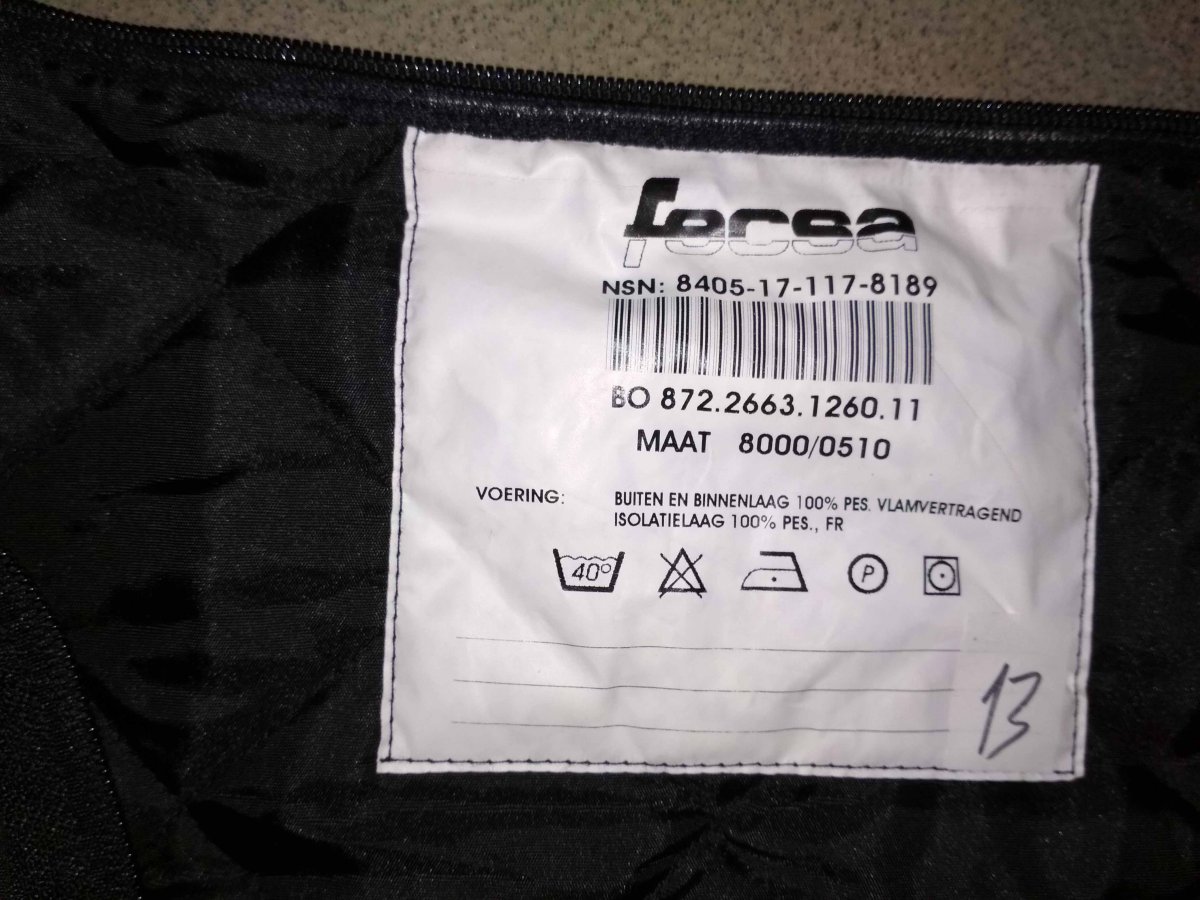 fecsa
NSN: 8405-17-117-8189
BO 872.2663.1260.11
MAAT 8000/0510
VOERING: BUITEN EN BINNENLAAG 100% PES. VLAMVERTRAGEND
ISOLATIELAAG 100% PES., FR
40° P
13